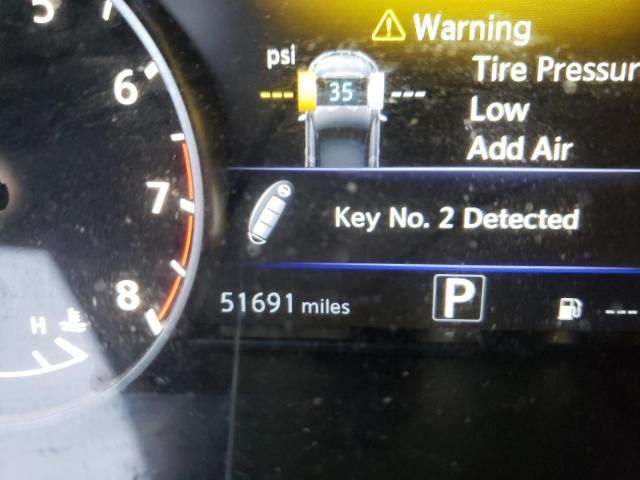 5
6
7
8
H
Warning
psi
--- 35 ---
Tire Pressur
Low
Add Air
Key No. 2 Detected
51691 miles
P
---